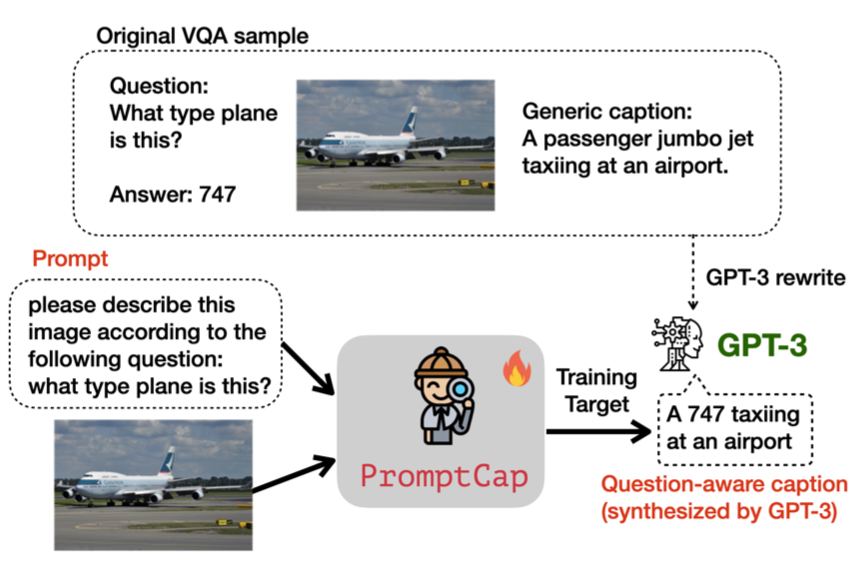 Original VQA sample
Question:
What type plane
is this?
Answer: 747
Generic caption:
A passenger jumbo jet
taxiing at an airport.
GPT-3 rewrite
Prompt
please describe this
image according to the
following question:
what type plane is this?
GPT-3
PromptCap
Training
Target
A 747 taxiing
at an airport
Question-aware caption
(synthesized by GPT-3)